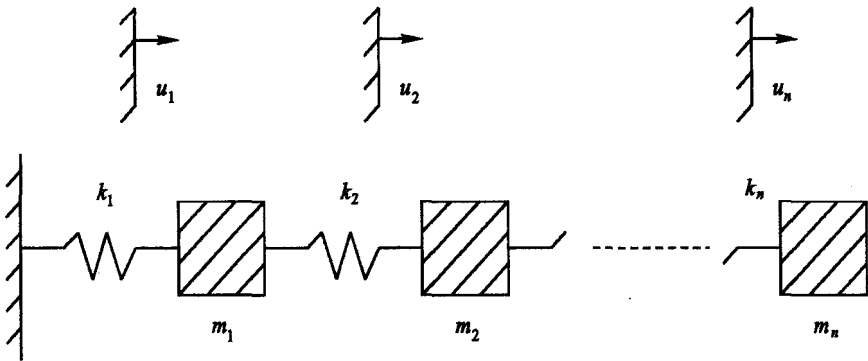 u₁ u₂ uₙ
k₁ k₂ kₙ
m₁ m₂ mₙ